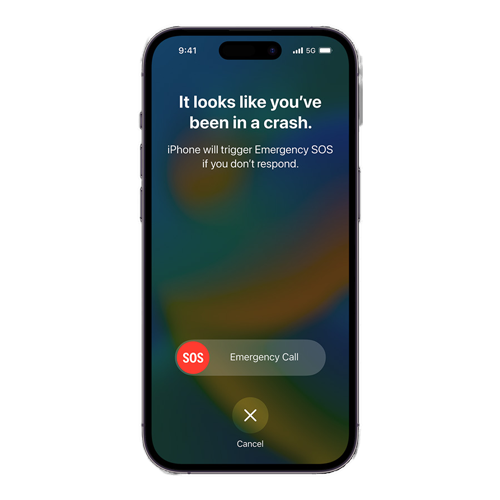 9:41 5G
It looks like you’ve
been in a crash.
iPhone will trigger Emergency SOS
if you don’t respond.
SOS Emergency Call
Cancel